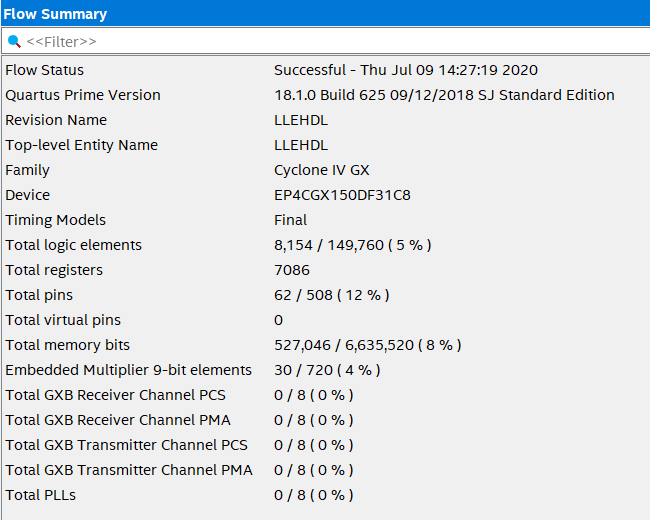 Flow Summary
<<Filter>>
Flow Status Successful - Thu Jul 09 14:27:19 2020
Quartus Prime Version 18.1.0 Build 625 09/12/2018 SJ Standard Edition
Revision Name LLEHDL
Top-level Entity Name LLEHDL
Family Cyclone IV GX
Device EP4CGX150DF31C8
Timing Models Final
Total logic elements 8,154 / 149,760 ( 5 % )
Total registers 7086
Total pins 62 / 508 ( 12 % )
Total virtual pins 0
Total memory bits 527,046 / 6,635,520 ( 8 % )
Embedded Multiplier 9-bit elements 30 / 720 ( 4 % )
Total GXB Receiver Channel PCS 0 / 8 ( 0 % )
Total GXB Receiver Channel PMA 0 / 8 ( 0 % )
Total GXB Transmitter Channel PCS 0 / 8 ( 0 % )
Total GXB Transmitter Channel PMA 0 / 8 ( 0 % )
Total PLLs 0 / 8 ( 0 % )